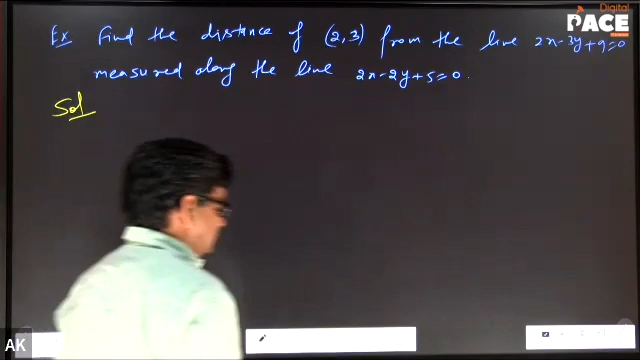 Ex Find the distance of (2,3) from the line 2x-3y+9=0
measured along the line 2x-2y+5=0.
Sol
Digital
PACE
AK